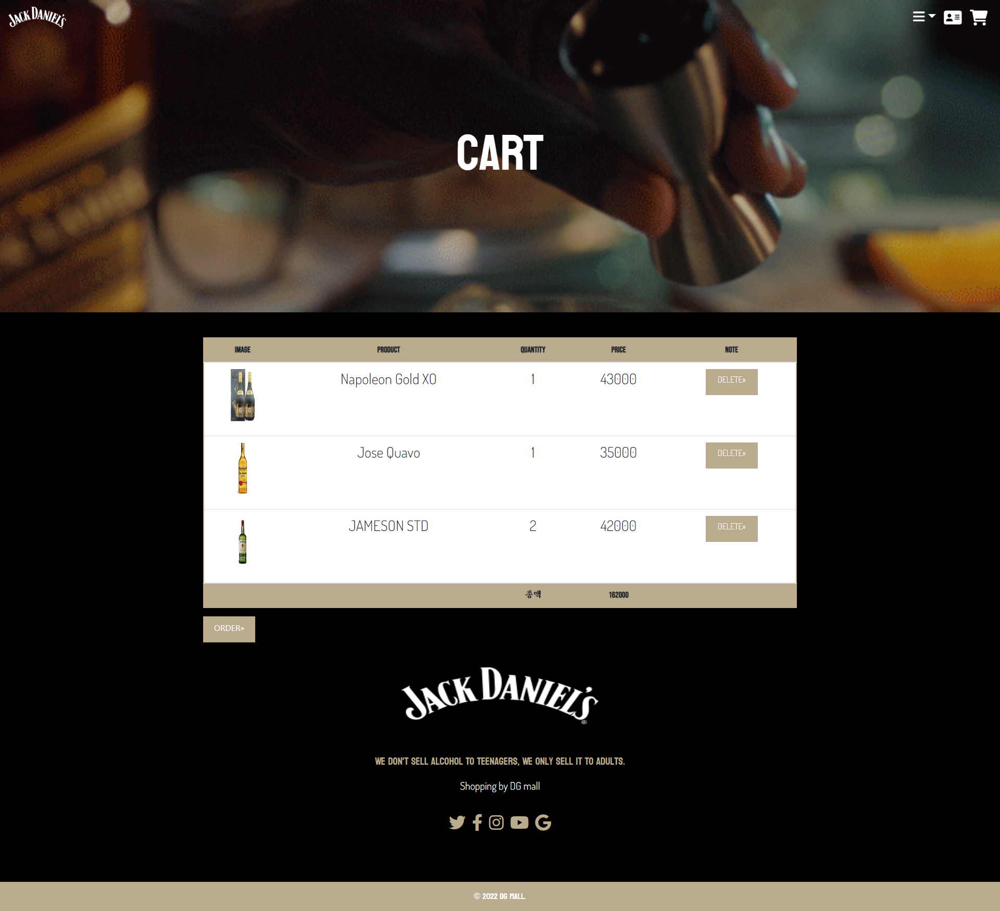 JACK DANIEL'S
CART
IMAGE PRODUCT QUANTITY PRICE NOTE
Napoleon Gold XO 1 43000 DELETE»
Jose Quavo 1 35000 DELETE»
JAMESON STD 2 42000 DELETE»
총액 162000
ORDER»
JACK DANIEL'S
WE DON'T SELL ALCOHOL TO TEENAGERS, WE ONLY SELL IT TO ADULTS.
Shopping by DG mall
© 2022 DG MALL.